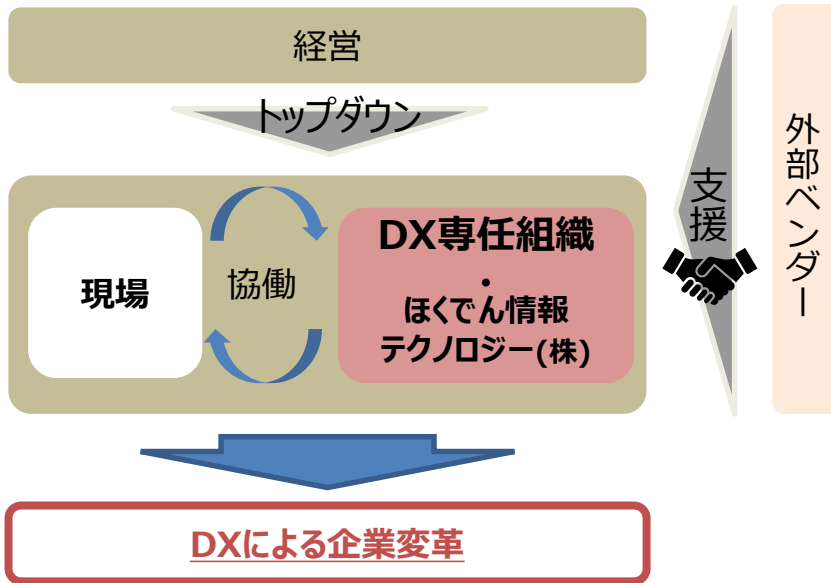 経営
トップダウン
現場
協働
DX専任組織
・
ほくでん情報
テクノロジー(株)
支援
外部ベンダー
DXによる企業変革